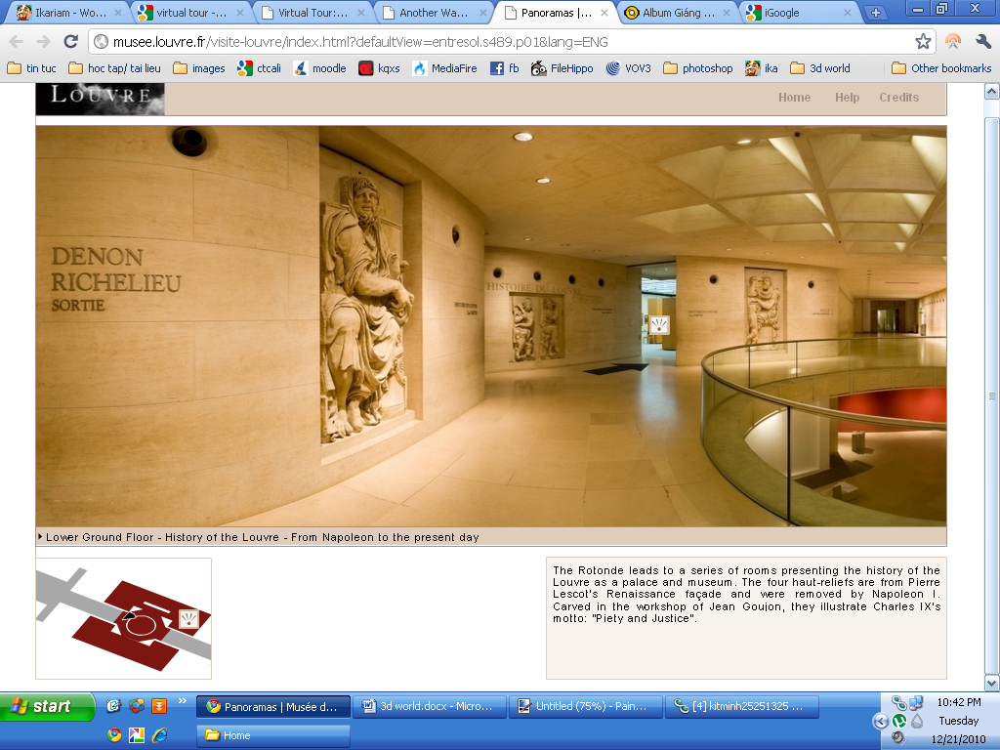 Ikariam - Wo...
virtual tour -...
Virtual Tour:...
Another Wa...
Panoramas |...
Album Giáng ...
iGoogle
musee.louvre.fr/visite-louvre/index.html?defaultView=entresol.s489.p01&lang=ENG
tin tuc
hoc tap/ tai lieu
images
ctcali
moodle
kqxs
MediaFire
fb
FileHippo
VOV3
photoshop
ika
3d world
Other bookmarks
LOUVRE
Home
Help
Credits
DENON
RICHELIEU
SORTIE
HISTOIRE DU LOUVRE
Lower Ground Floor - History of the Louvre - From Napoleon to the present day
The Rotonde leads to a series of rooms presenting the history of the
Louvre as a palace and museum. The four haut-reliefs are from Pierre
Lescot's Renaissance façade and were removed by Napoleon I.
Carved in the workshop of Jean Goujon, they illustrate Charles IX's
motto: "Piety and Justice".
start
Panoramas | Musée d...
3d world.docx - Micro...
Untitled (75%) - Pain...
[4] kitminh25251325 ...
Home
10:42 PM
Tuesday
12/21/2010